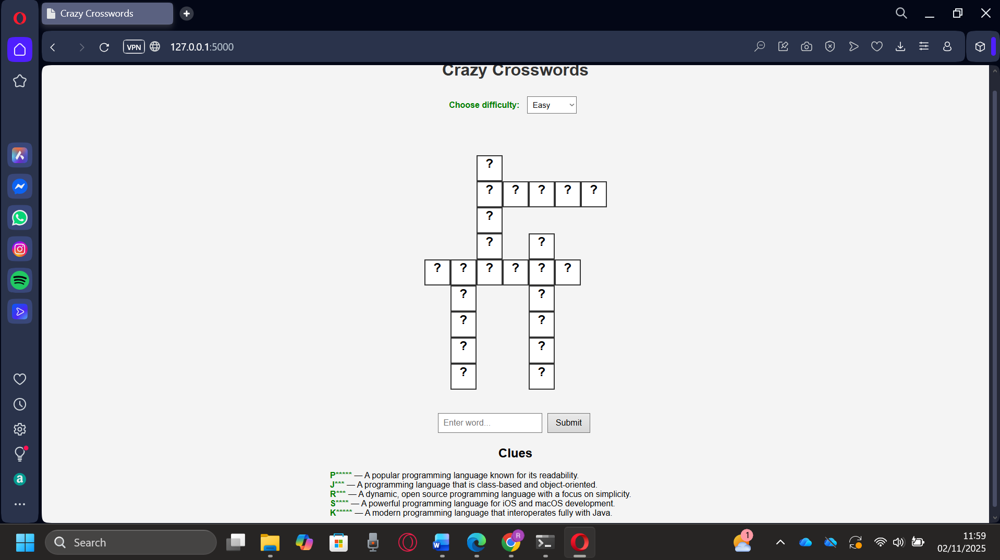 Crazy Crosswords
VPN
127.0.0.1:5000
Crazy Crosswords
Choose difficulty: Easy
?
? ? ? ? ?
?
? ?
? ? ? ? ? ?
? ?
? ?
? ?
? ?
Enter word... Submit
Clues
P***** — A popular programming language known for its readability.
J*** — A programming language that is class-based and object-oriented.
R*** — A dynamic, open source programming language with a focus on simplicity.
S**** — A powerful programming language for iOS and macOS development.
K***** — A modern programming language that interoperates fully with Java.
Search
W
R
1
11:59
02/11/2025
a